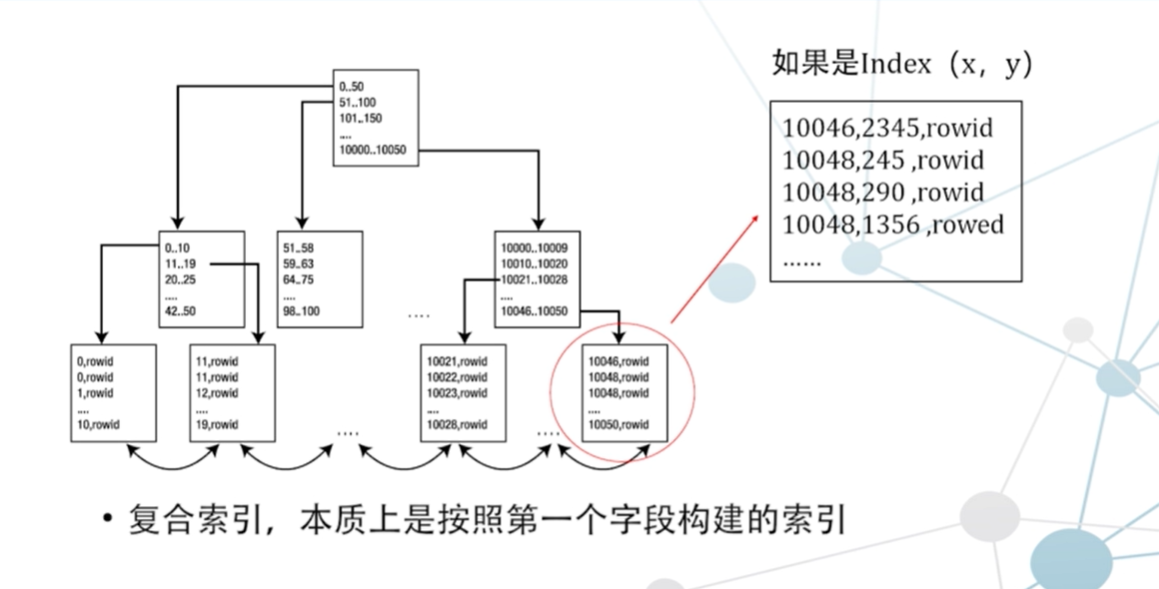 如果是Index（x，y）
10046,2345,rowid
10048,245 ,rowid
10048,290 ,rowid
10048,1356 ,rowed
......
0..50
51..100
101..150
....
10000..10050
0..10
11..19
20..25
....
42..50
51..58
59..63
64..75
....
98..100
....
10000..10009
10010..10020
10021..10028
....
10046..10050
0,rowid
0,rowid
1,rowid
....
10,rowid
11,rowid
11,rowid
12,rowid
....
19,rowid
....
10021,rowid
10022,rowid
10023,rowid
....
10028,rowid
....
10046,rowid
10048,rowid
10048,rowid
....
10050,rowid
• 复合索引，本质上是按照第一个字段构建的索引